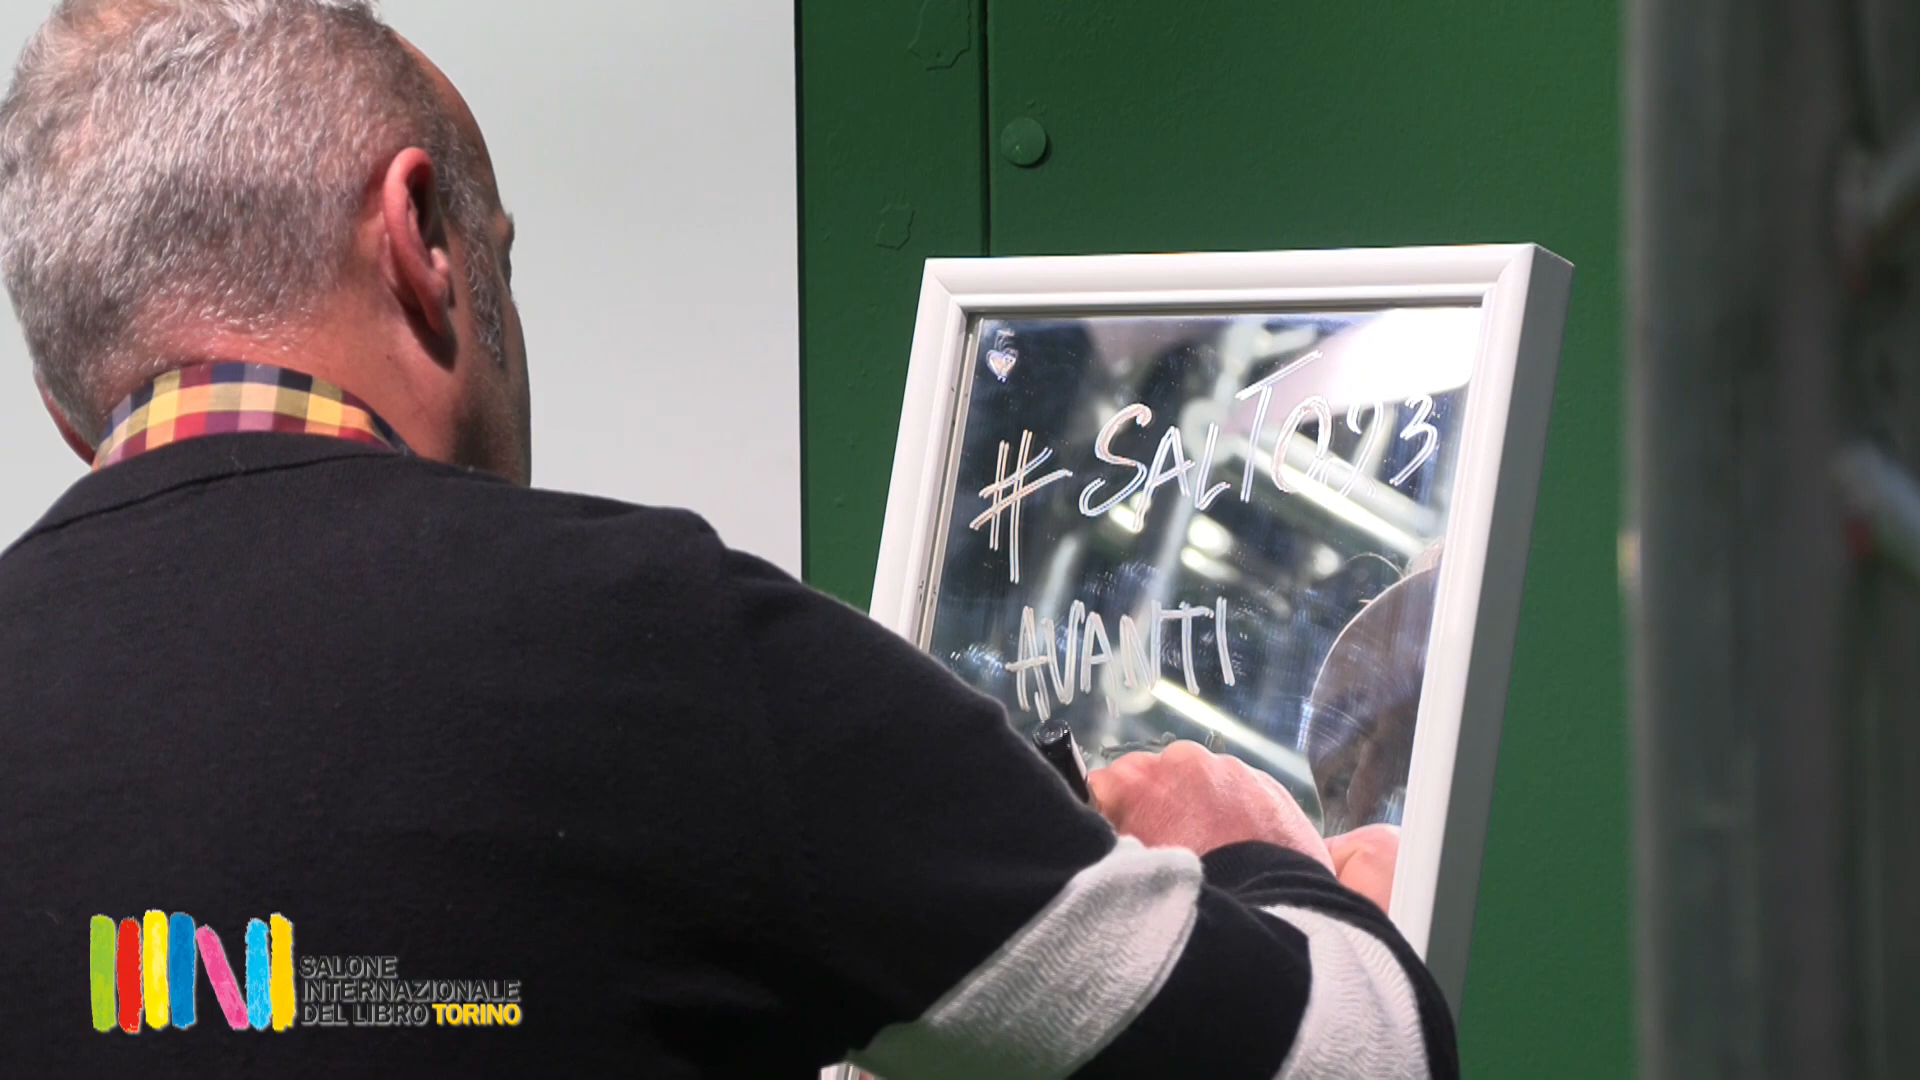 #SALTO23
AVANTI
SALONE
INTERNAZIONALE
DEL LIBRO TORINO